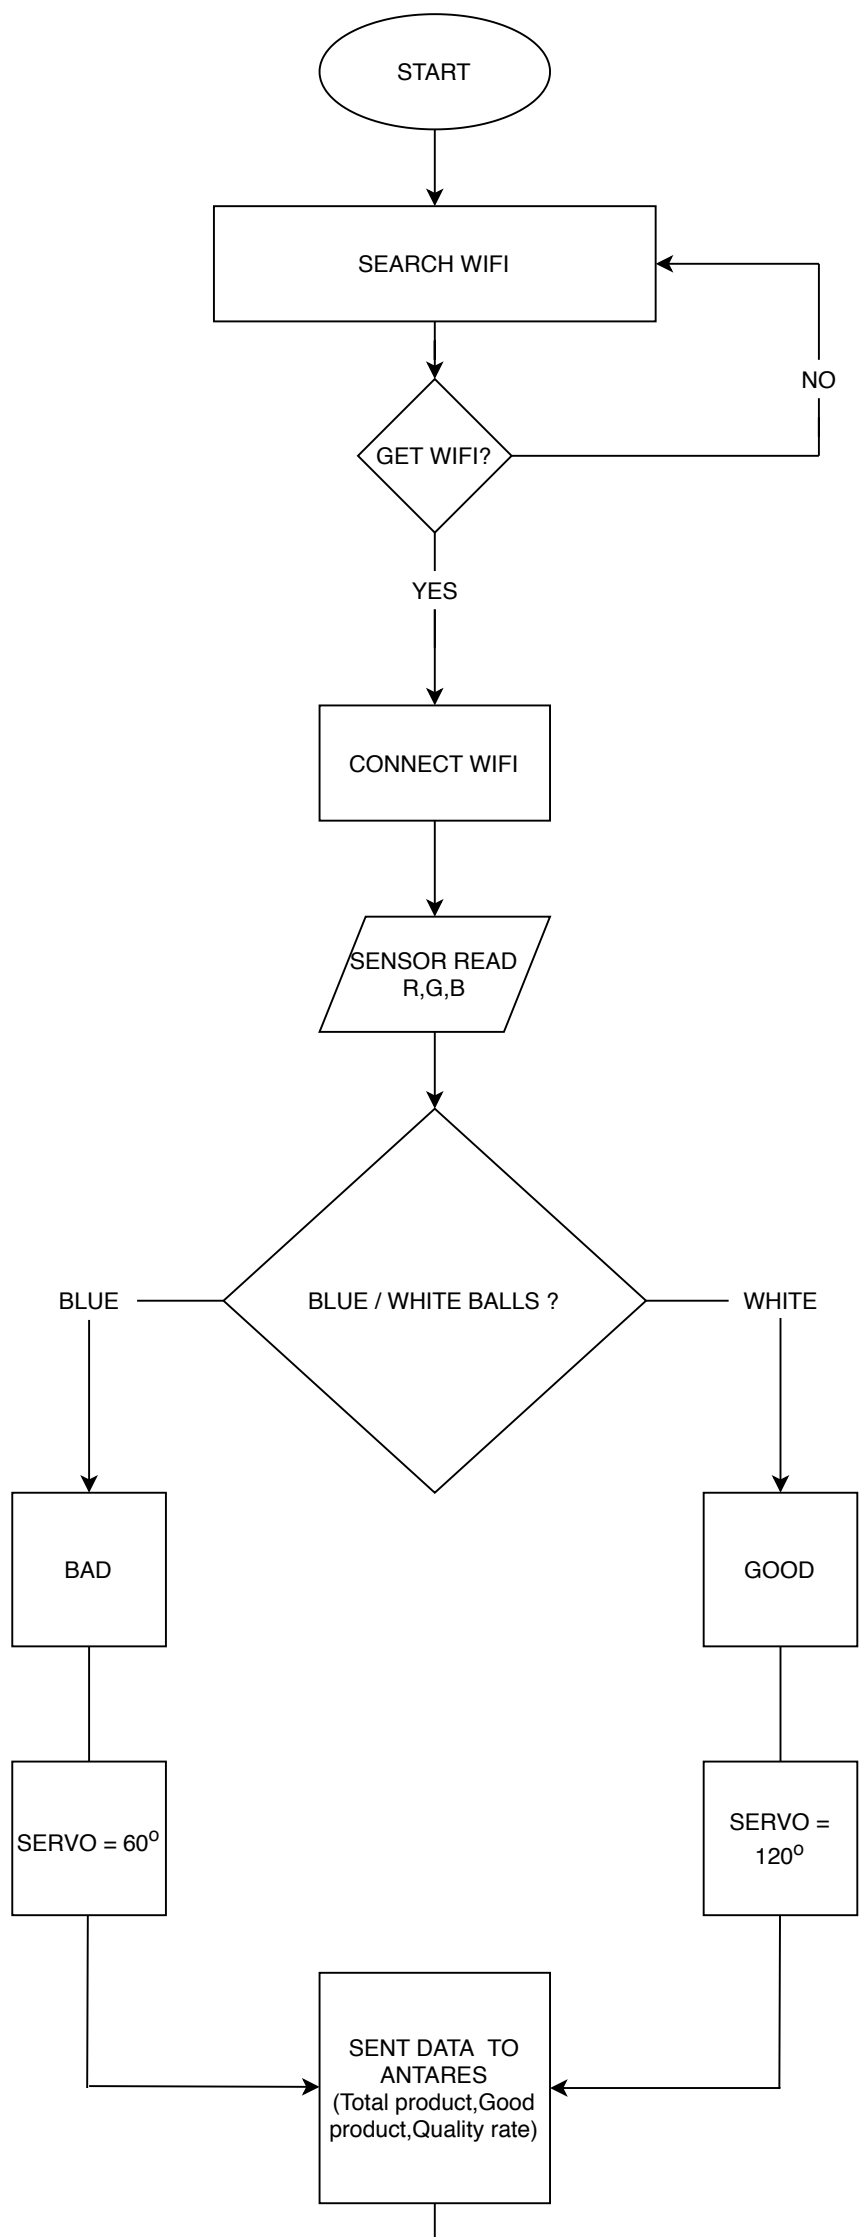 START
SEARCH WIFI
NO
GET WIFI?
YES
CONNECT WIFI
SENSOR READ
R,G,B
BLUE
BLUE / WHITE BALLS ?
WHITE
BAD
GOOD
SERVO = 60º
SERVO =
120º
SENT DATA  TO
ANTARES
(Total product,Good
product,Quality rate)